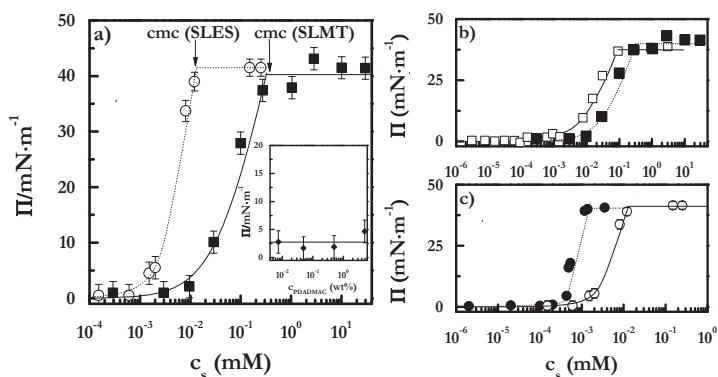 a)
cmc (SLES) cmc (SLMT)
50
40
30
20
10
0
Π/mN·m⁻¹
10⁻⁴ 10⁻³ 10⁻² 10⁻¹ 10⁰ 10¹
cₛ (mM)
20
15
10
5
0
Π/mN·m⁻¹
10⁻² 10⁻¹ 10⁰
c_PDADMAC (wt%)
b)
50
25
0
Π (mN·m⁻¹)
10⁻⁶ 10⁻⁵ 10⁻⁴ 10⁻³ 10⁻² 10⁻¹ 10⁰ 10¹
c)
50
25
0
Π (mN·m⁻¹)
10⁻⁶ 10⁻⁵ 10⁻⁴ 10⁻³ 10⁻² 10⁻¹ 10⁰
cₛ (mM)